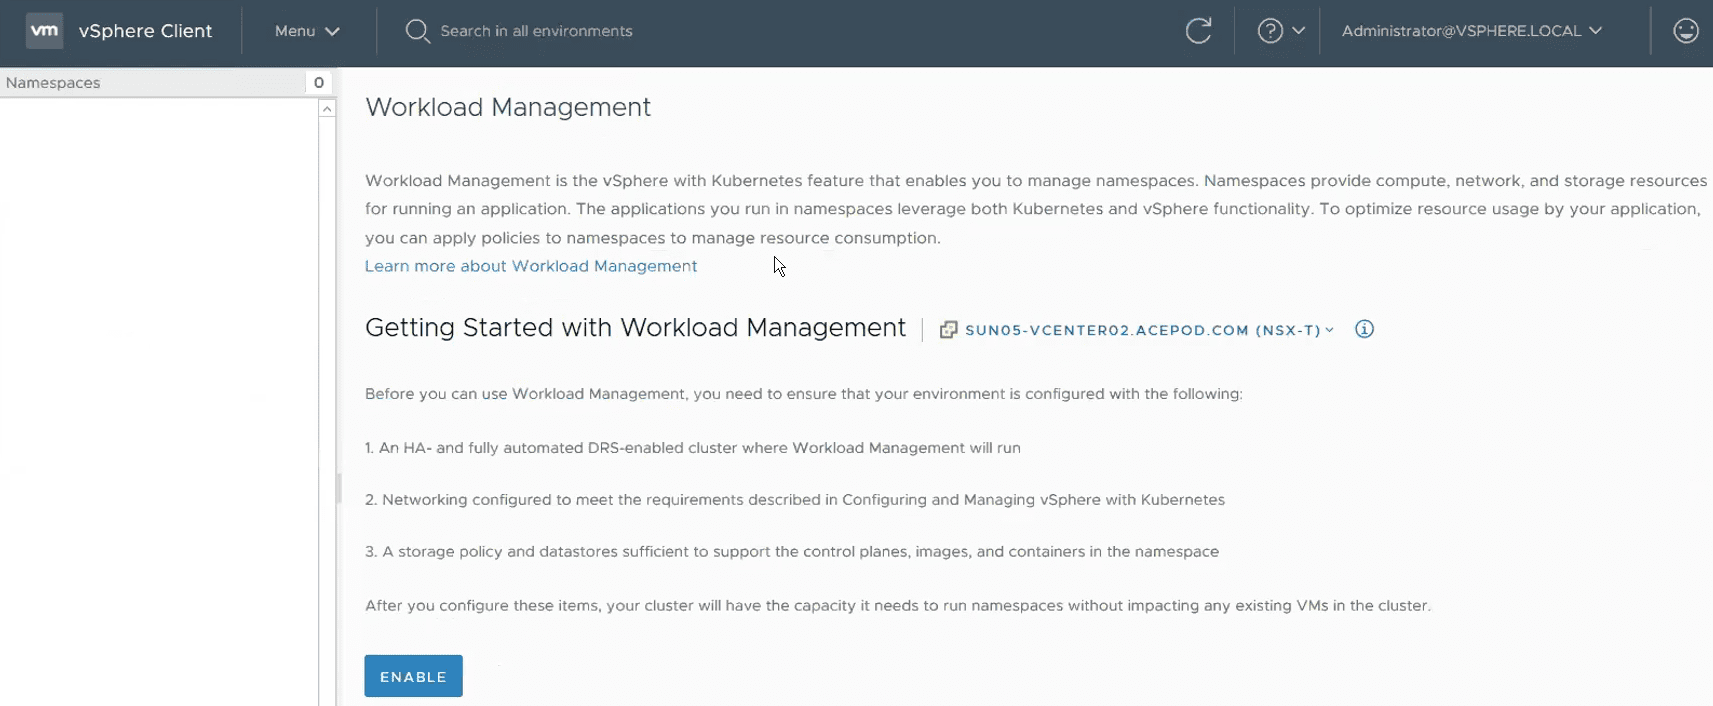 vm vSphere Client Menu Search in all environments ? Administrator@VSPHERE.LOCAL
Namespaces 0
Workload Management
Workload Management is the vSphere with Kubernetes feature that enables you to manage namespaces. Namespaces provide compute, network, and storage resources
for running an application. The applications you run in namespaces leverage both Kubernetes and vSphere functionality. To optimize resource usage by your application,
you can apply policies to namespaces to manage resource consumption.
Learn more about Workload Management
Getting Started with Workload Management SUN05-VCENTER02.ACEPOD.COM (NSX-T)
Before you can use Workload Management, you need to ensure that your environment is configured with the following:
1. An HA- and fully automated DRS-enabled cluster where Workload Management will run
2. Networking configured to meet the requirements described in Configuring and Managing vSphere with Kubernetes
3. A storage policy and datastores sufficient to support the control planes, images, and containers in the namespace
After you configure these items, your cluster will have the capacity it needs to run namespaces without impacting any existing VMs in the cluster.
ENABLE